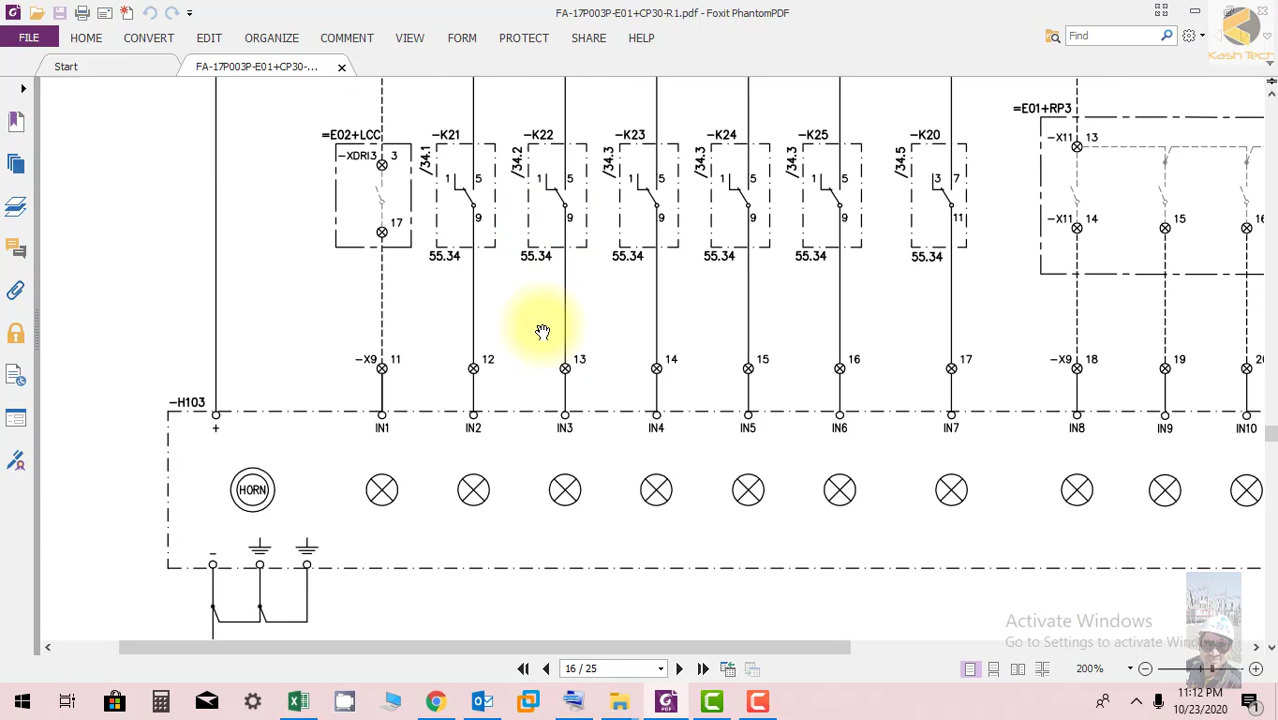 FA-17P003P-E01+CP30-R1.pdf - Foxit PhantomPDF
FILE HOME CONVERT EDIT ORGANIZE COMMENT VIEW FORM PROTECT SHARE HELP Find
Kash Tech
Start FA-17P003P-E01+CP30-...
=E01+RP3
=E02+LCC -K21 -K22 -K23 -K24 -K25 -K20
-X11 13
-XDRI3 3 /34.1 /34.2 /34.3 /34.3 /34.3 /34.5
1 5 1 5 1 5 1 5 1 5 3 7
17 9 9 9 9 9 11 -X11 14 15 16
55.34 55.34 55.34 55.34 55.34 55.34
-X9 11 12 13 14 15 16 17 -X9 18 19 20
-H103
+ IN1 IN2 IN3 IN4 IN5 IN6 IN7 IN8 IN9 IN10
HORN
-
Activate Windows
Go to Settings to activate Windows
16 / 25 200%
11:12 PM
10/23/2020
1